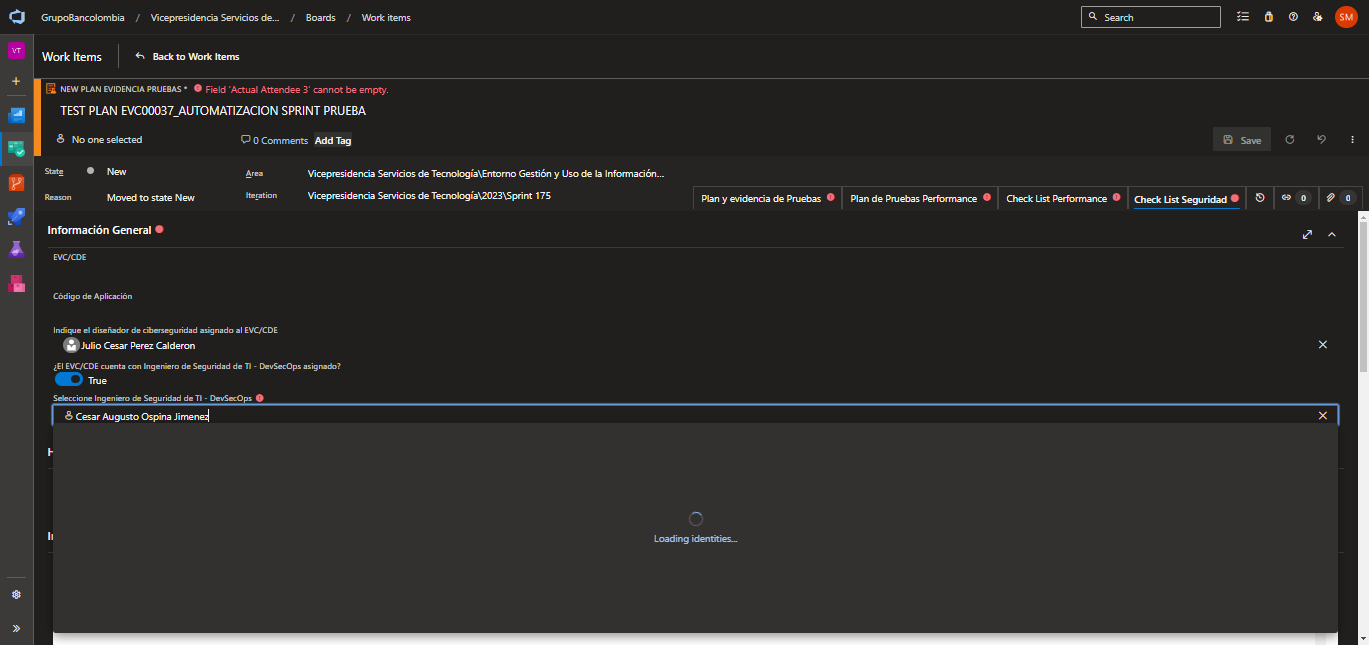 GrupoBancolombia / Vicepresidencia Servicios de... / Boards / Work items
Search
SM
VT
Work Items
Back to Work Items
NEW PLAN EVIDENCIA PRUEBAS * Field 'Actual Attendee 3' cannot be empty.
TEST PLAN EVC00037_AUTOMATIZACION SPRINT PRUEBA
No one selected
0 Comments
Add Tag
Save
State
New
Area
Vicepresidencia Servicios de Tecnología\Entorno Gestión y Uso de la Información...
Reason
Moved to state New
Iteration
Vicepresidencia Servicios de Tecnología\2023\Sprint 175
Plan y evidencia de Pruebas
Plan de Pruebas Performance
Check List Performance
Check List Seguridad
0
0
Información General
EVC/CDE
Código de Aplicación
Indique el diseñador de ciberseguridad asignado al EVC/CDE
Julio Cesar Perez Calderon
¿El EVC/CDE cuenta con Ingeniero de Seguridad de TI - DevSecOps asignado?
True
Seleccione Ingeniero de Seguridad de TI - DevSecOps
Cesar Augusto Ospina Jimenez
Loading identities...